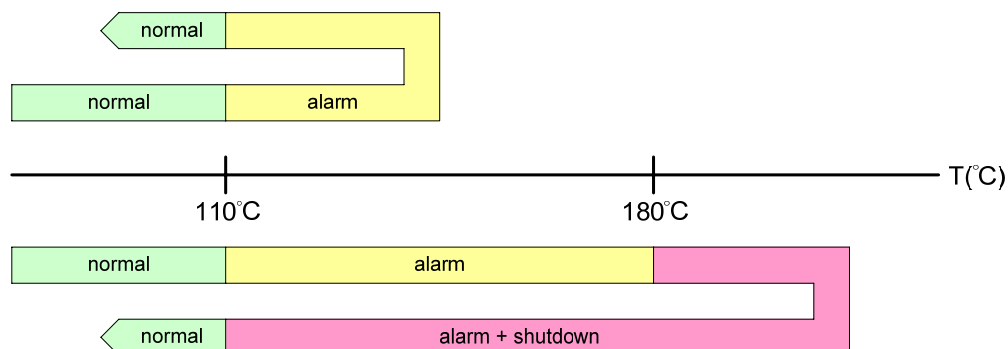 normal
normal
alarm
T(°C)
110°C
180°C
normal
alarm
normal
alarm + shutdown